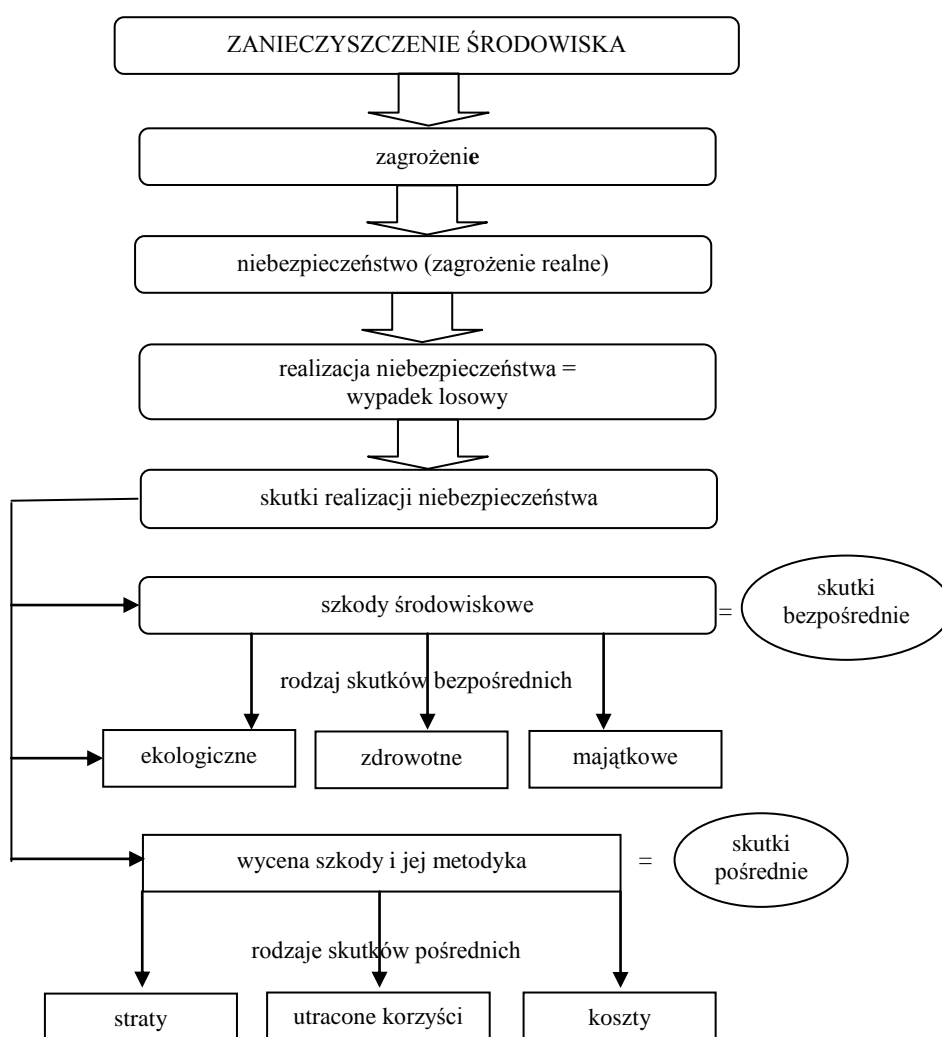 ZANIECZYSZCZENIE ŚRODOWISKA
zagrożenie
niebezpieczeństwo (zagrożenie realne)
realizacja niebezpieczeństwa =
wypadek losowy
skutki realizacji niebezpieczeństwa
szkody środowiskowe
=
skutki
bezpośrednie
rodzaj skutków bezpośrednich
ekologiczne
zdrowotne
majątkowe
wycena szkody i jej metodyka
=
skutki
pośrednie
rodzaje skutków pośrednich
straty
utracone korzyści
koszty